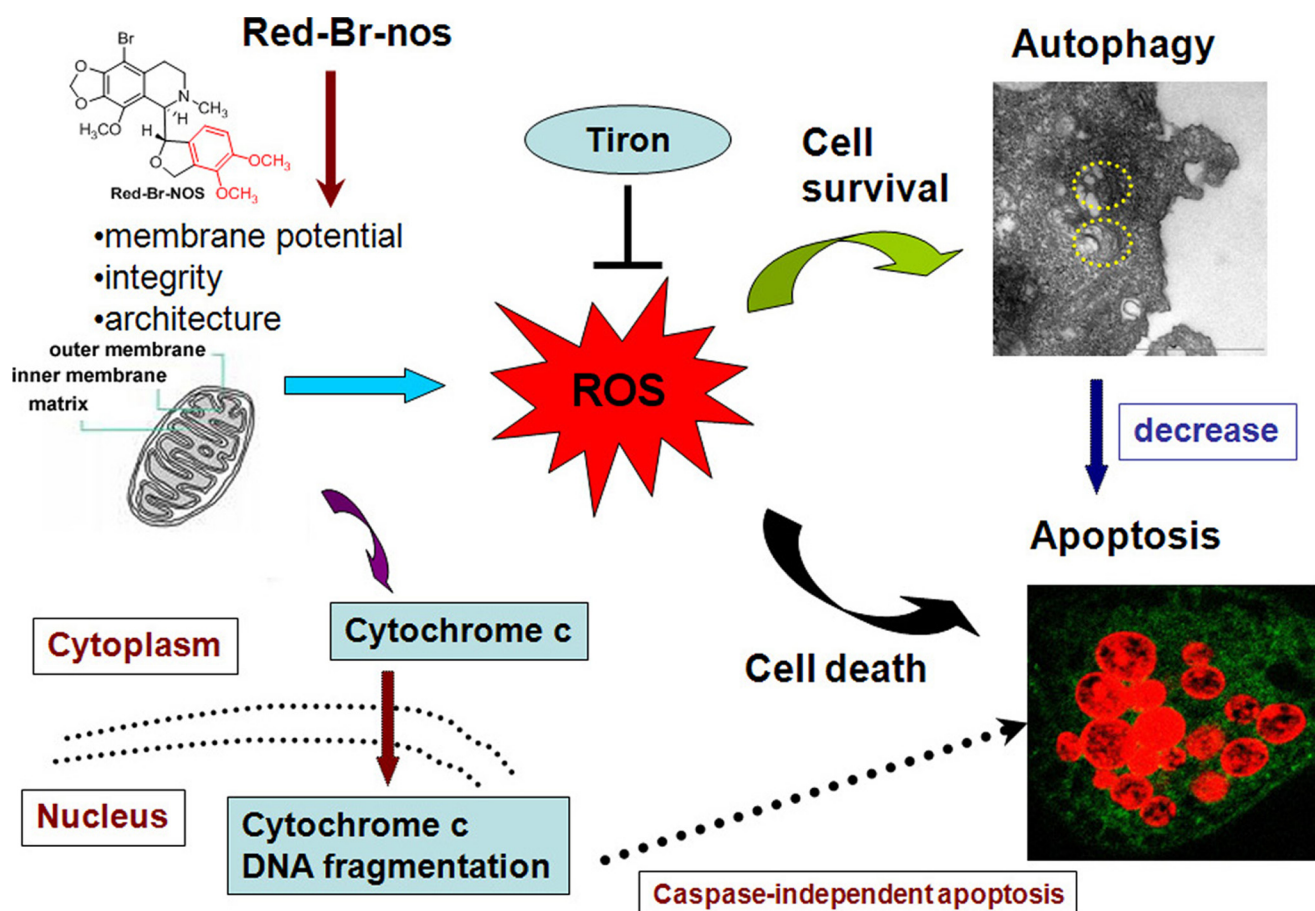 Red-Br-nos
Br
O
O
N
CH3
H
H3CO
H
O
OCH3
OCH3
Red-Br-NOS
•membrane potential
•integrity
•architecture
outer membrane
inner membrane
matrix
Tiron
ROS
Cell
survival
Autophagy
decrease
Apoptosis
Cell death
Cytochrome c
Cytoplasm
Nucleus
Cytochrome c
DNA fragmentation
Caspase-independent apoptosis